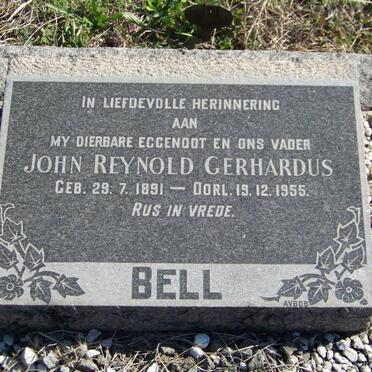 IN LIEFDEVOLLE HERINNERING
AAN
MY DIERBARE EGGENOOT EN ONS VADER
JOHN REYNOLD GERHARDUS
GEB. 29.7.1891 — OORL. 19.12.1955.
RUS IN VREDE.
BELL
AVBOB